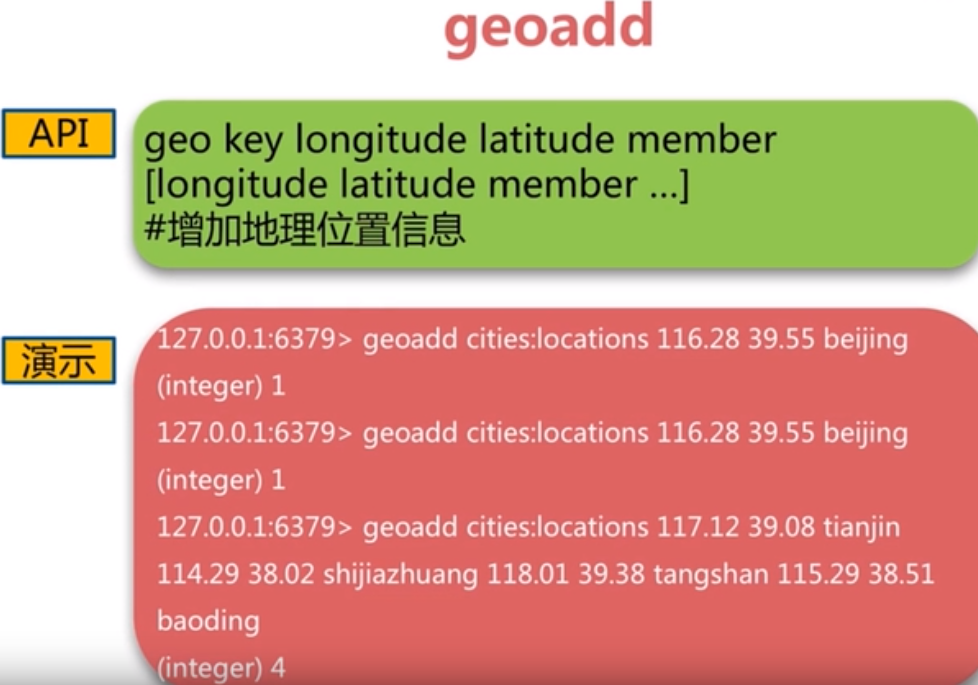 geoadd
API
geo key longitude latitude member
[longitude latitude member ...]
#增加地理位置信息
演示
127.0.0.1:6379> geoadd cities:locations 116.28 39.55 beijing
(integer) 1
127.0.0.1:6379> geoadd cities:locations 116.28 39.55 beijing
(integer) 1
127.0.0.1:6379> geoadd cities:locations 117.12 39.08 tianjin
114.29 38.02 shijiazhuang 118.01 39.38 tangshan 115.29 38.51
baoding
(integer) 4